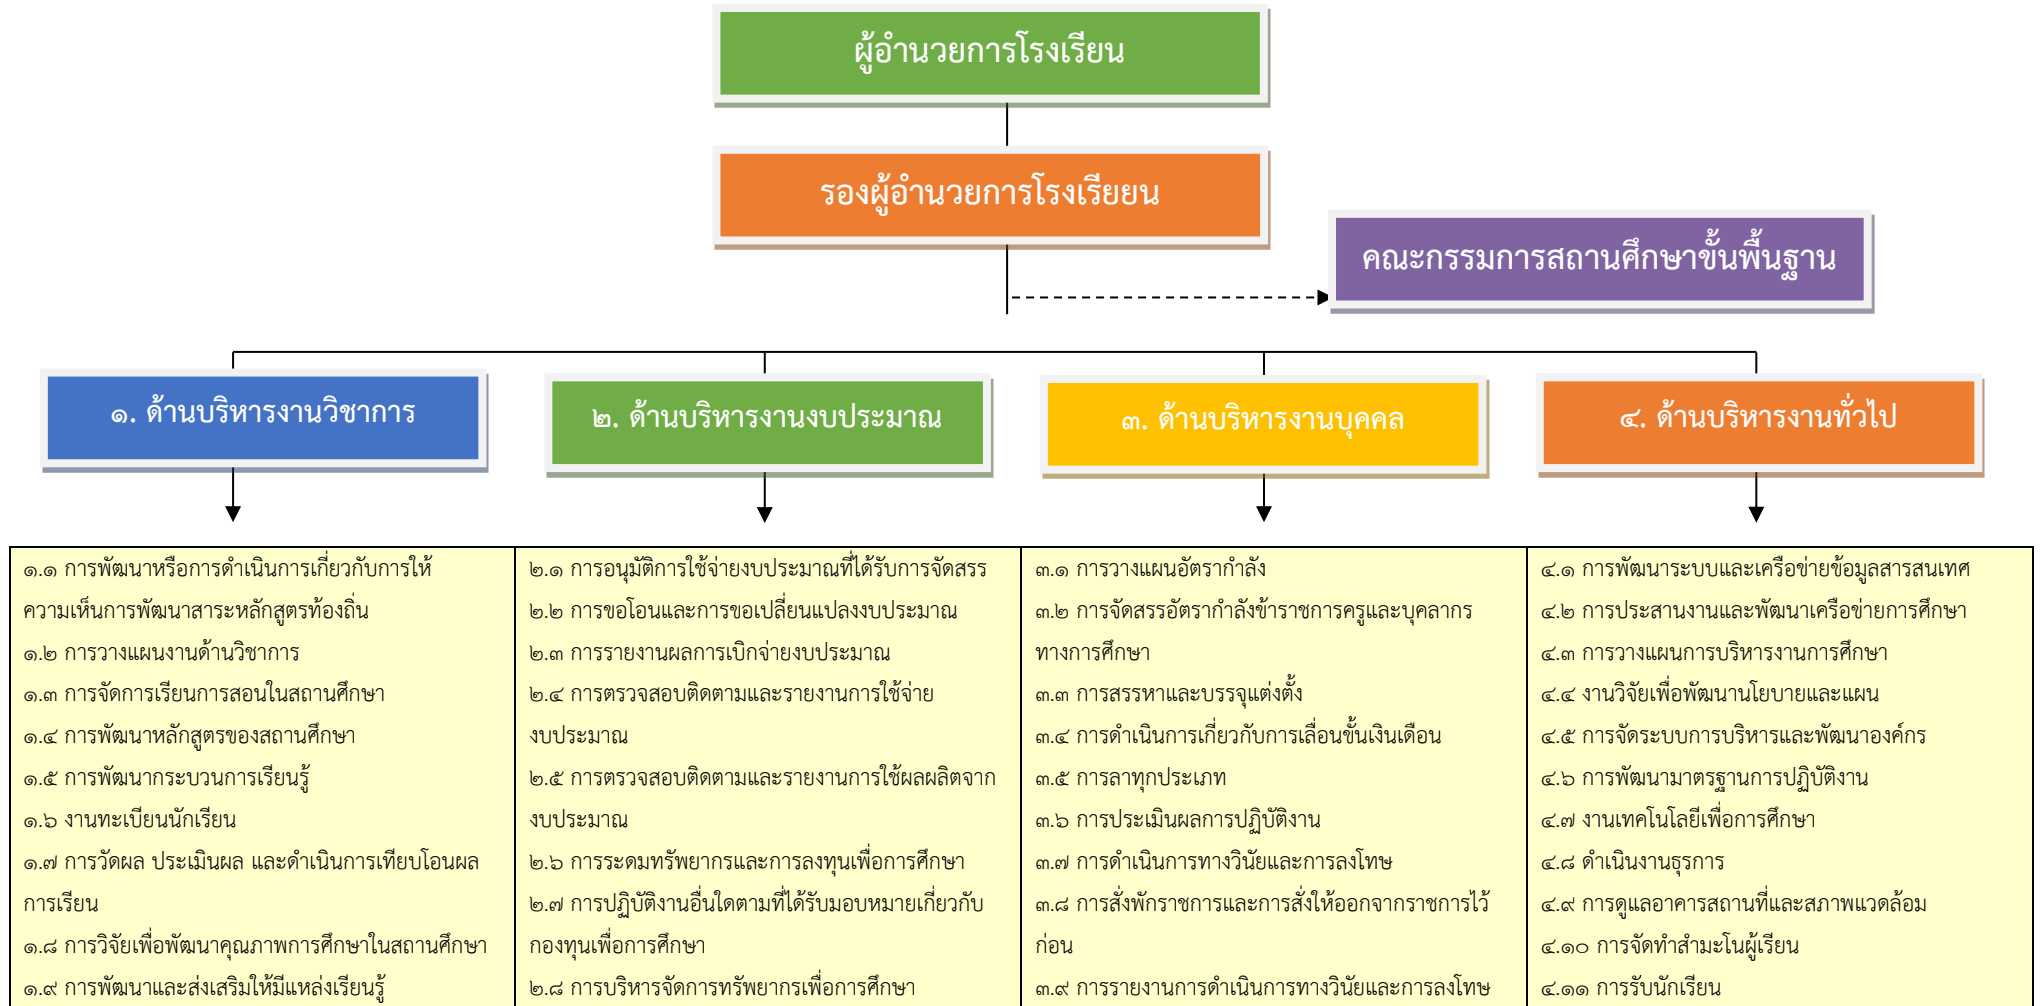 ผู้อำนวยการโรงเรียน
รองผู้อำนวยการโรงเรียยน
คณะกรรมการสถานศึกษาขั้นพื้นฐาน
๑. ด้านบริหารงานวิชาการ
๒. ด้านบริหารงานงบประมาณ
๓. ด้านบริหารงานบุคคล
๔. ด้านบริหารงานทั่วไป
๑.๑ การพัฒนาหรือการดำเนินการเกี่ยวกับการให้
ความเห็นการพัฒนาสาระหลักสูตรท้องถิ่น
๑.๒ การวางแผนงานด้านวิชาการ
๑.๓ การจัดการเรียนการสอนในสถานศึกษา
๑.๔ การพัฒนาหลักสูตรของสถานศึกษา
๑.๕ การพัฒนากระบวนการเรียนรู้
๑.๖ งานทะเบียนนักเรียน
๑.๗ การวัดผล ประเมินผล และดำเนินการเทียบโอนผล
การเรียน
๑.๘ การวิจัยเพื่อพัฒนาคุณภาพการศึกษาในสถานศึกษา
๑.๙ การพัฒนาและส่งเสริมให้มีแหล่งเรียนรู้
๒.๑ การอนุมัติการใช้จ่ายงบประมาณที่ได้รับการจัดสรร
๒.๒ การขอโอนและการขอเปลี่ยนแปลงงบประมาณ
๒.๓ การรายงานผลการเบิกจ่ายงบประมาณ
๒.๔ การตรวจสอบติดตามและรายงานการใช้จ่าย
งบประมาณ
๒.๕ การตรวจสอบติดตามและรายงานการใช้ผลผลิตจาก
งบประมาณ
๒.๖ การระดมทรัพยากรและการลงทุนเพื่อการศึกษา
๒.๗ การปฏิบัติงานอื่นใดตามที่ได้รับมอบหมายเกี่ยวกับ
กองทุนเพื่อการศึกษา
๒.๘ การบริหารจัดการทรัพยากรเพื่อการศึกษา
๓.๑ การวางแผนอัตรากำลัง
๓.๒ การจัดสรรอัตรากำลังข้าราชการครูและบุคลากร
ทางการศึกษา
๓.๓ การสรรหาและบรรจุแต่งตั้ง
๓.๔ การดำเนินการเกี่ยวกับการเลื่อนขั้นเงินเดือน
๓.๕ การลาทุกประเภท
๓.๖ การประเมินผลการปฏิบัติงาน
๓.๗ การดำเนินการทางวินัยและการลงโทษ
๓.๘ การสั่งพักราชการและการสั่งให้ออกจากราชการไว้
ก่อน
๓.๙ การรายงานการดำเนินการทางวินัยและการลงโทษ
๔.๑ การพัฒนาระบบและเครือข่ายข้อมูลสารสนเทศ
๔.๒ การประสานงานและพัฒนาเครือข่ายการศึกษา
๔.๓ การวางแผนการบริหารงานการศึกษา
๔.๔ งานวิจัยเพื่อพัฒนานโยบายและแผน
๔.๕ การจัดระบบการบริหารและพัฒนาองค์กร
๔.๖ การพัฒนามาตรฐานการปฏิบัติงาน
๔.๗ งานเทคโนโลยีเพื่อการศึกษา
๔.๘ ดำเนินงานธุรการ
๔.๙ การดูแลอาคารสถานที่และสภาพแวดล้อม
๔.๑๐ การจัดทำสำมะโนผู้เรียน
๔.๑๑ การรับนักเรียน